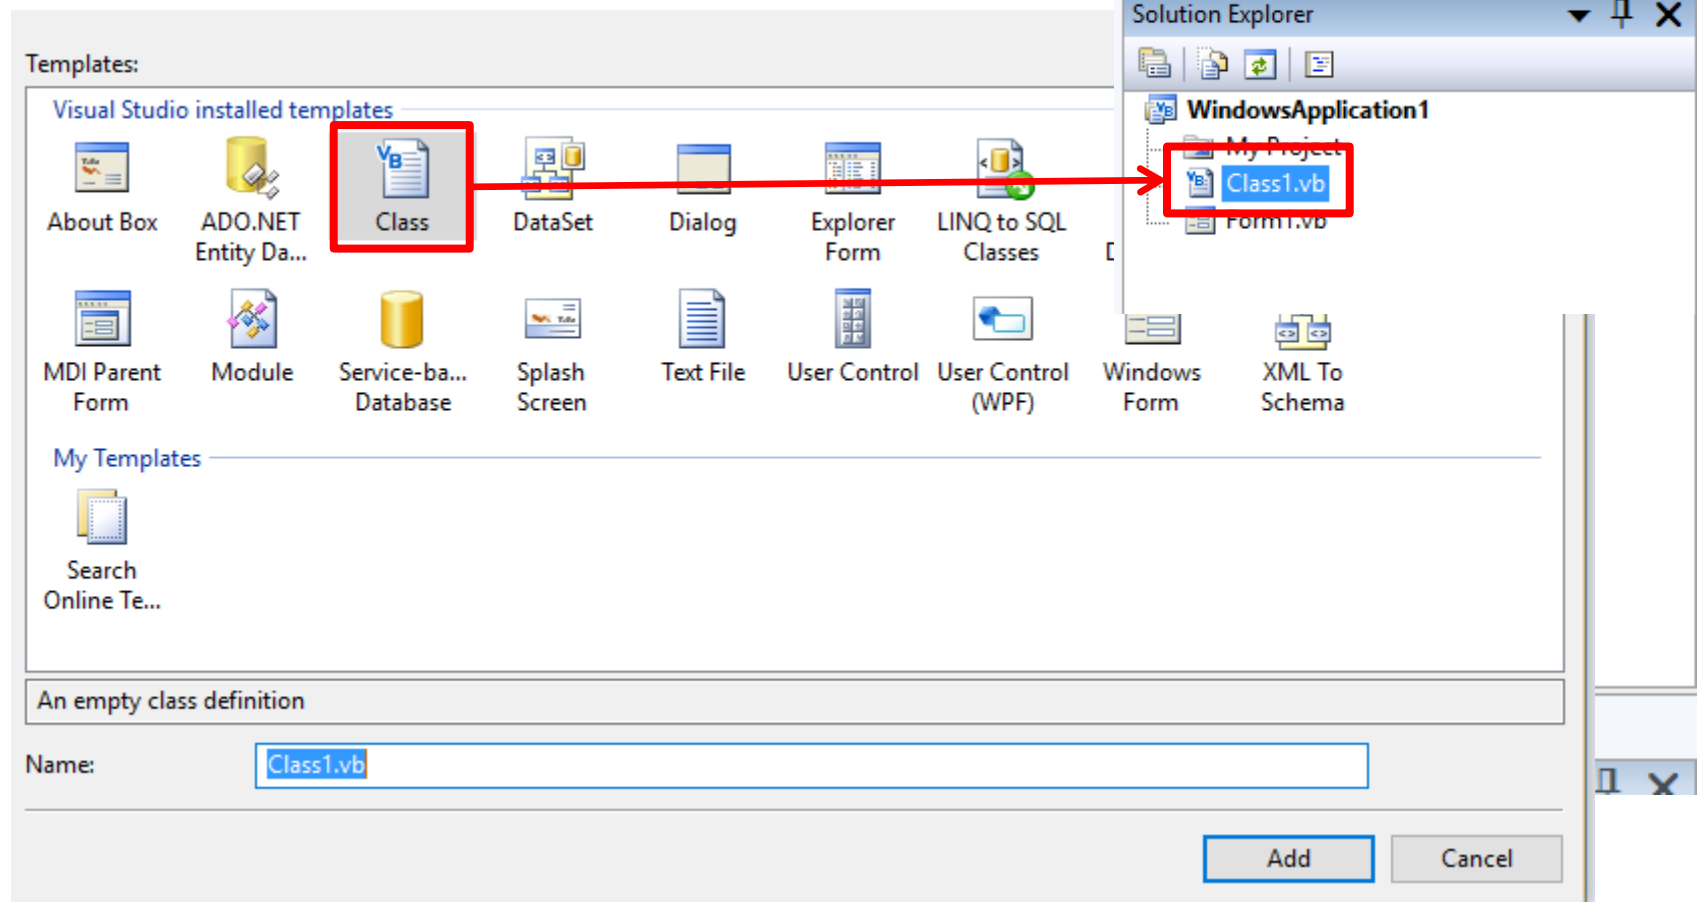 Solution Explorer
Templates:
Visual Studio installed templates
WindowsApplication1
My Project
Class1.vb
Form1.vb
About Box
ADO.NET
Entity Da...
Class
DataSet
Dialog
Explorer
Form
LINQ to SQL
Classes
MDI Parent
Form
Module
Service-ba...
Database
Splash
Screen
Text File
User Control
User Control
(WPF)
Windows
Form
XML To
Schema
My Templates
Search
Online Te...
An empty class definition
Name:
Class1.vb
Add
Cancel